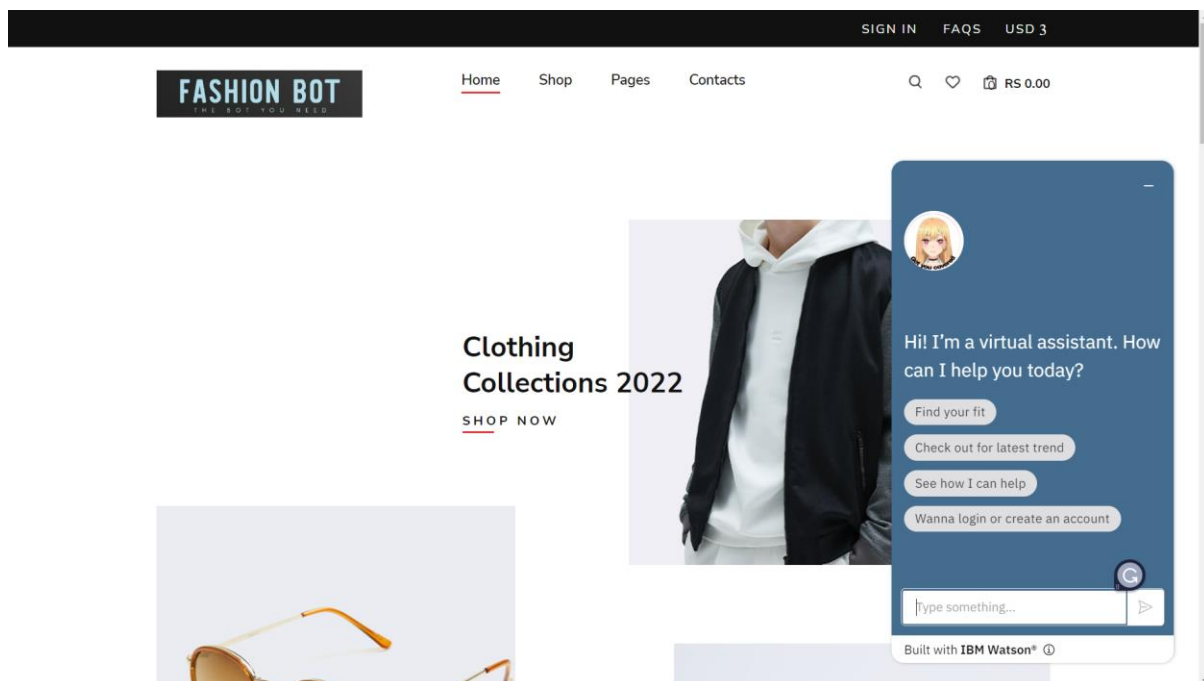 SIGN IN FAQS USD 3
FASHION BOT
THE BOT YOU NEED
Home Shop Pages Contacts
RS 0.00
Clothing
Collections 2022
SHOP NOW
Hi! I'm a virtual assistant. How
can I help you today?
Find your fit
Check out for latest trend
See how I can help
Wanna login or create an account
Type something...
Built with IBM Watson®